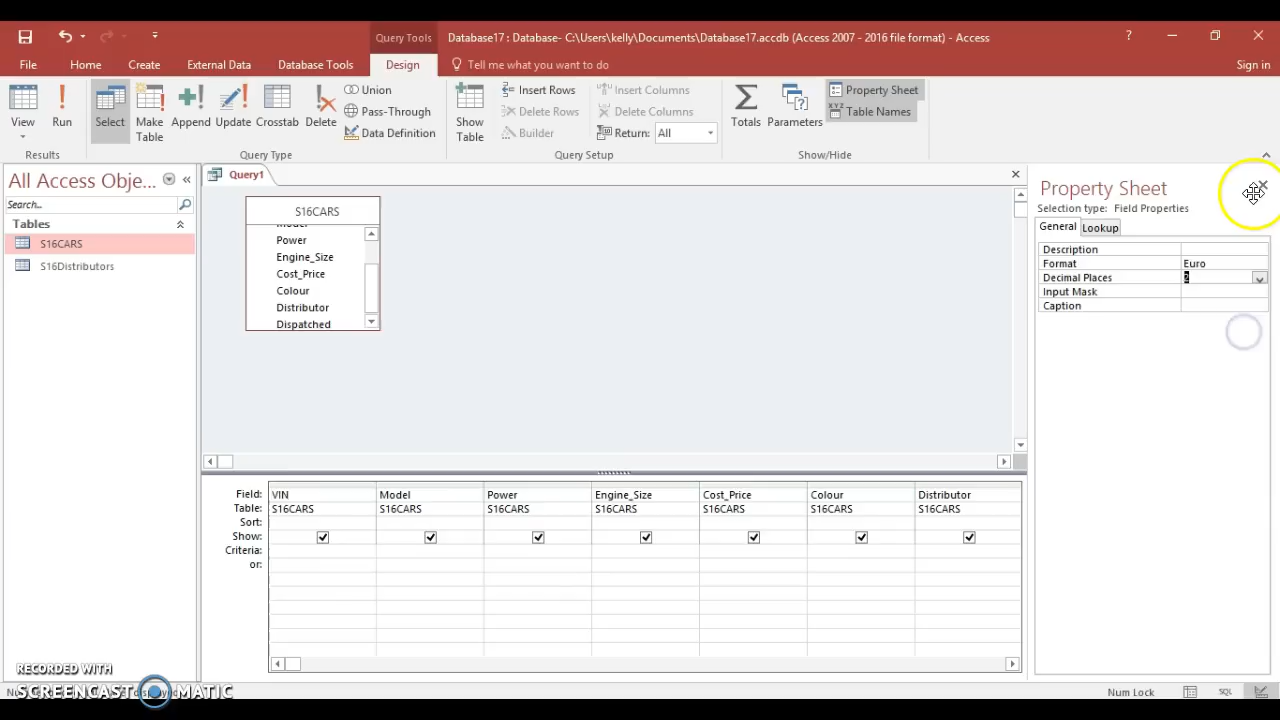 Query Tools
Database17 : Database- C:\Users\kelly\Documents\Database17.accdb (Access 2007 - 2016 file format) - Access
?
File Home Create External Data Database Tools Design Tell me what you want to do Sign in
View Run Select Make Table Append Update Crosstab Delete
Union
Pass-Through
Data Definition
Show Table
Insert Rows
Delete Rows
Builder
Insert Columns
Delete Columns
Return: All
Totals Parameters
Property Sheet
XYZ Table Names
Results Query Type Query Setup Show/Hide
All Access Obje...
Search...
Tables
S16CARS
S16Distributors
Query1
S16CARS
Model
Power
Engine_Size
Cost_Price
Colour
Distributor
Dispatched
Property Sheet
Selection type: Field Properties
General Lookup
Description
Format Euro
Decimal Places 2
Input Mask
Caption
Field: VIN Model Power Engine_Size Cost_Price Colour Distributor
Table: S16CARS S16CARS S16CARS S16CARS S16CARS S16CARS S16CARS
Sort:
Show:
Criteria:
or:
RECORDED WITH
SCREENCAST-O-MATIC
Num Lock SQL